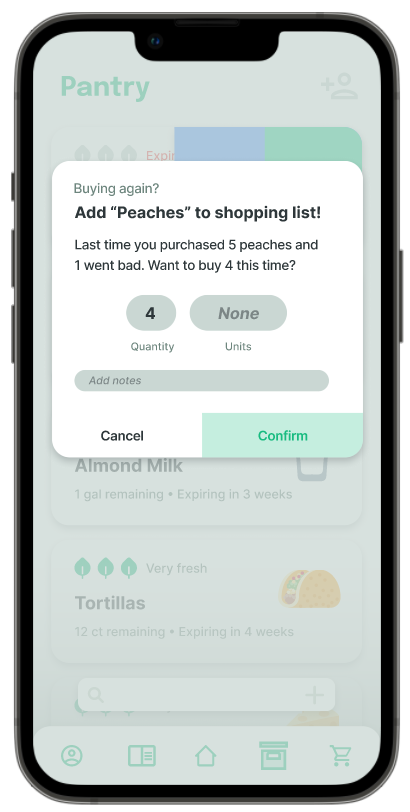 Pantry
Expir
Buying again?
Add “Peaches” to shopping list!
Last time you purchased 5 peaches and
1 went bad. Want to buy 4 this time?
4
None
Quantity
Units
Add notes
Cancel
Confirm
Almond Milk
1 gal remaining • Expiring in 3 weeks
Very fresh
Tortillas
12 ct remaining • Expiring in 4 weeks